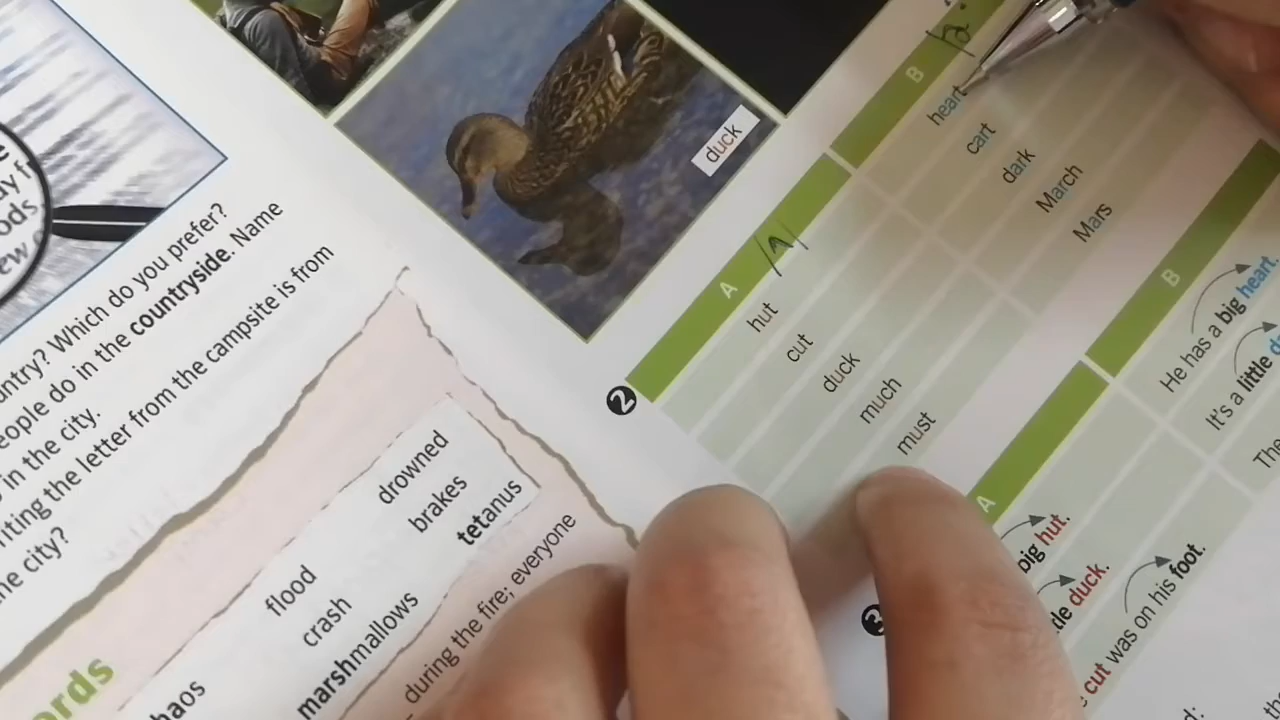 untry? Which do you prefer?
eople do in the countryside. Name
in the city.
riting the letter from the campsite is from
he city?
drowned
brakes
tetanus
flood
crash
marshmallows
during the fire; everyone
duck
2
A /ʌ/
B
hut heart
cut cart
duck dark
much March
must Mars
3
A
B
big hut.
He has a big heart.
duck.
It's a little
cut was on his foot.
The